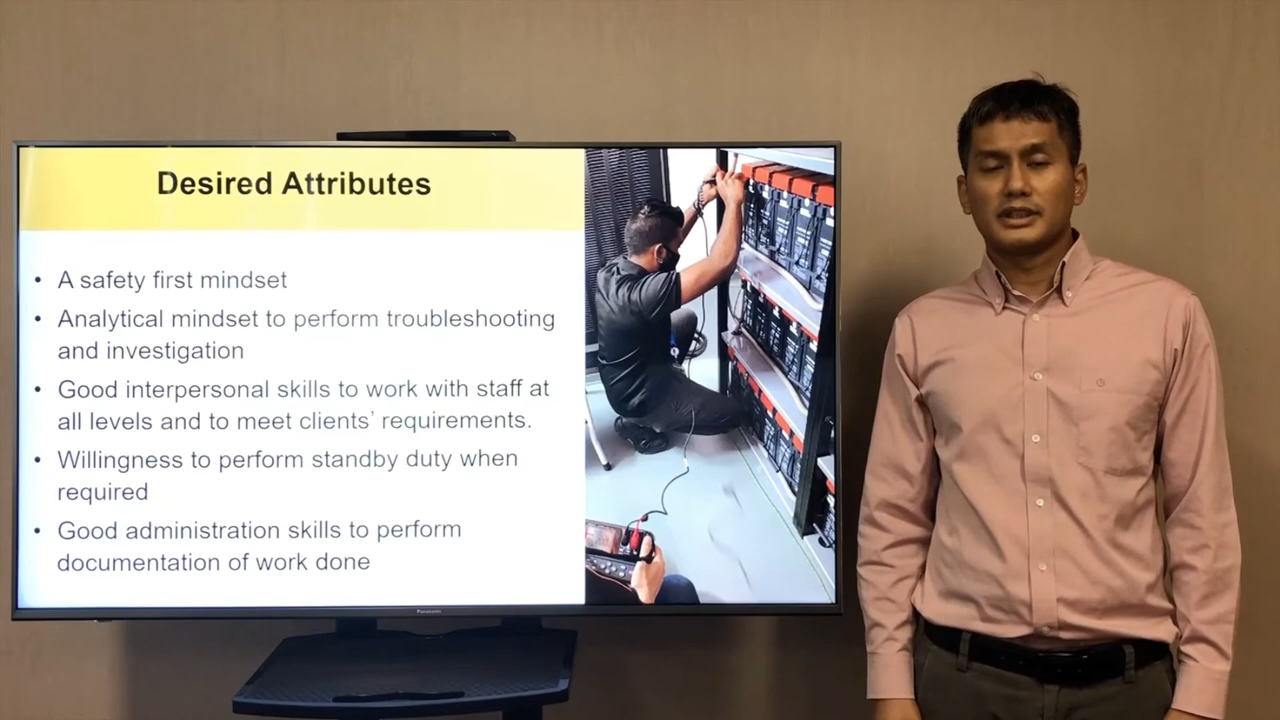 Desired Attributes
• A safety first mindset
• Analytical mindset to perform troubleshooting
and investigation
• Good interpersonal skills to work with staff at
all levels and to meet clients' requirements.
• Willingness to perform standby duty when
required
• Good administration skills to perform
documentation of work done
Panasonic